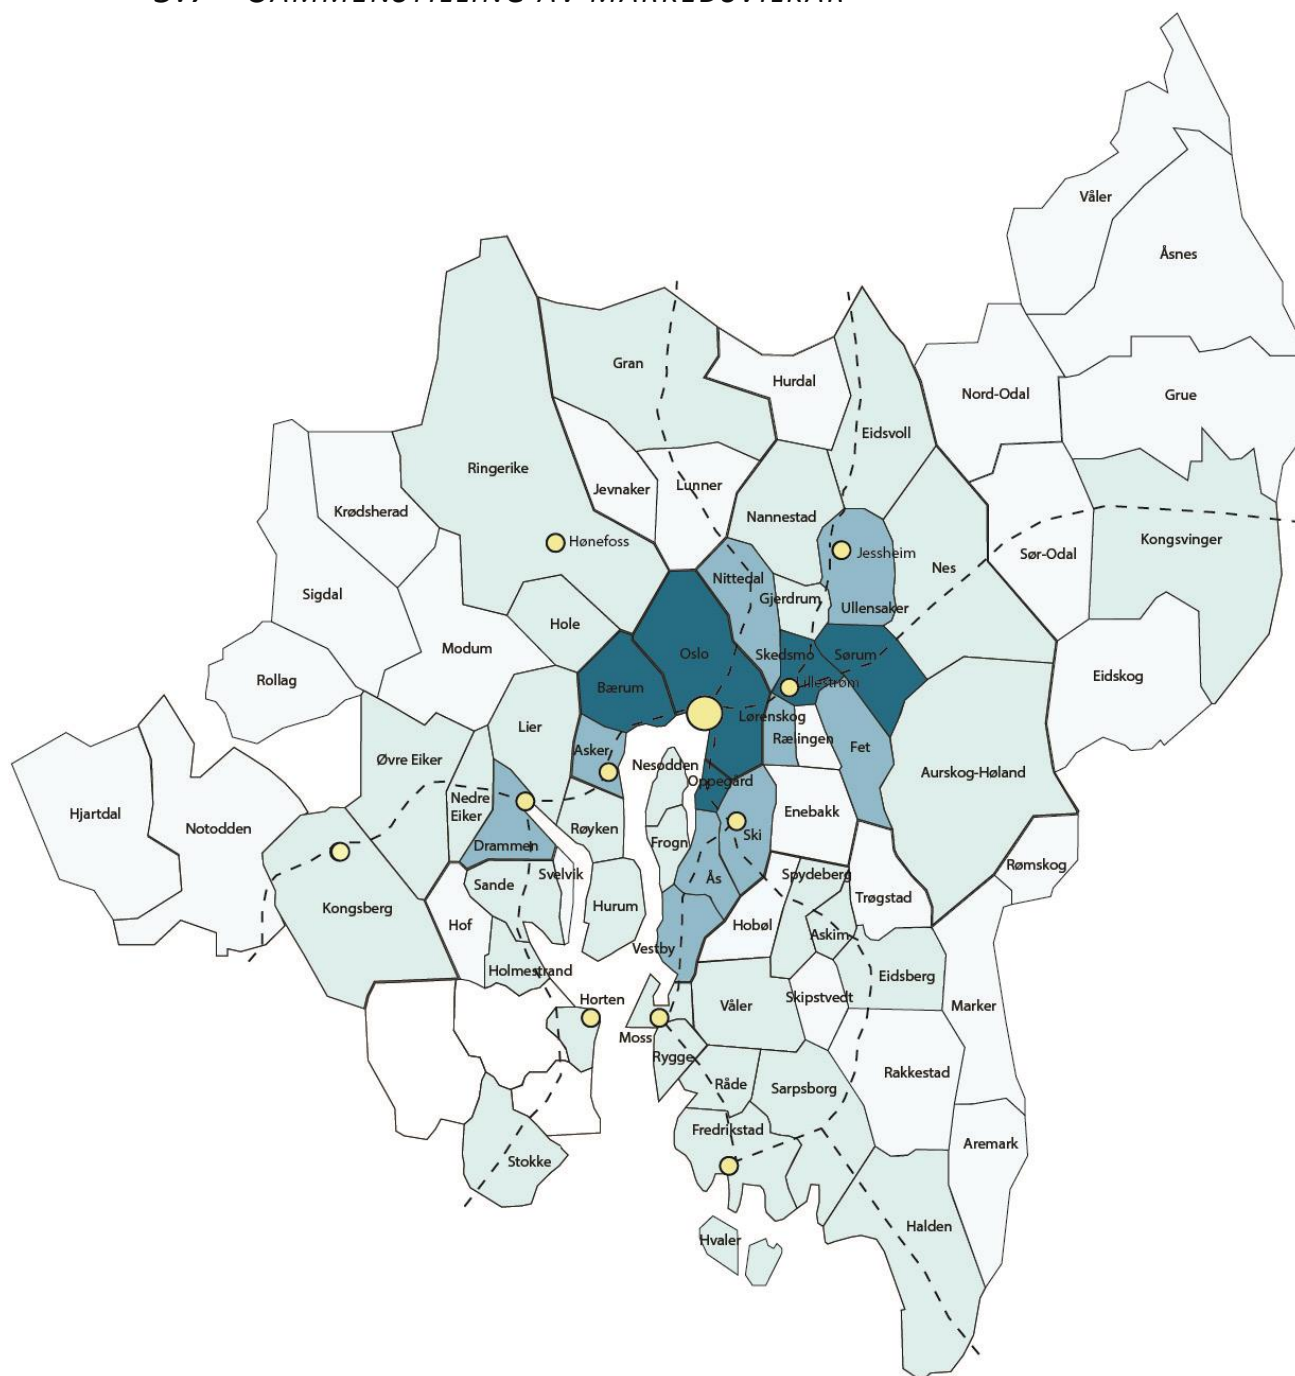 Våler
Åsnes
Gran
Hurdal
Nord-Odal
Grue
Eidsvoll
Ringerike
Jevnaker
Lunner
Krødsherad
Nannestad
Hønefoss
Jessheim
Sør-Odal
Kongsvinger
Nes
Nittedal
Sigdal
Gjerdrum
Ullensaker
Hole
Modum
Oslo
Skedsmo
Sørum
Rollag
Bærum
Lillestrøm
Eidskog
Lier
Lørenskog
Asker
Rælingen
Fet
Øvre Eiker
Nesodden
Aurskog-Høland
Oppegård
Hjartdal
Notodden
Nedre
Eiker
Enebakk
Røyken
Ski
Drammen
Frogn
Rømskog
Svelvik
Spydeberg
Ås
Sande
Trøgstad
Kongsberg
Hurum
Hof
Hobøl
Askim
Vestby
Holmestrand
Eidsberg
Horten
Våler
Skipstvedt
Marker
Moss
Rygge
Rakkestad
Råde
Sarpsborg
Fredrikstad
Aremark
Stokke
Halden
Hvaler